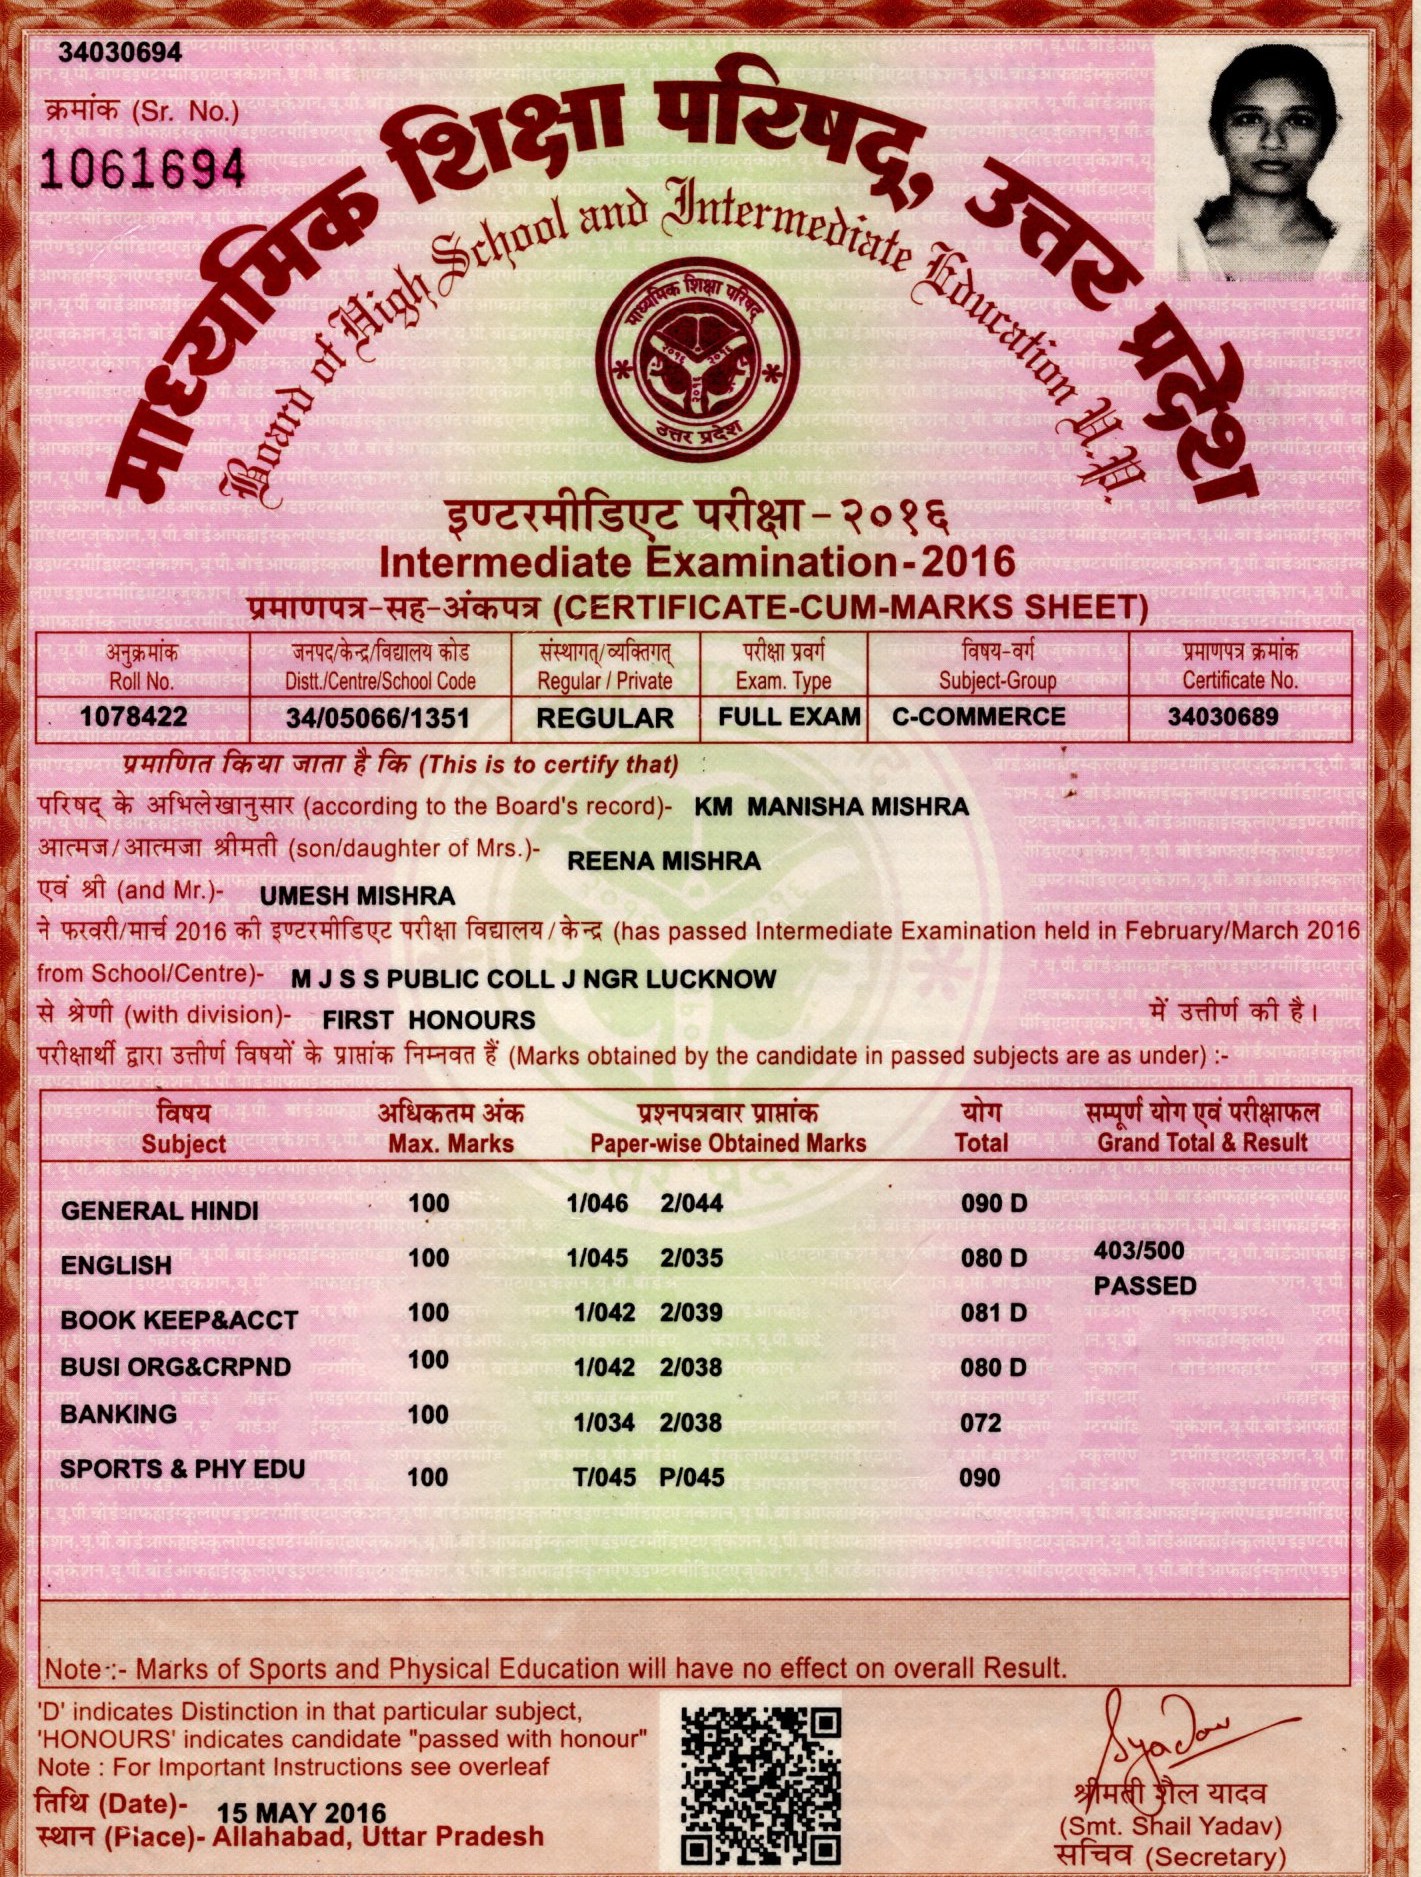 34030694
क्रमांक (Sr. No.)
1061694
माध्यमिक शिक्षा परिषद्, उत्तर प्रदेश
Board of High School and Intermediate Education U.P.
माध्यमिक शिक्षा परिषद्
२०१६ २०१६
२०१६
उत्तर प्रदेश
इण्टरमीडिएट परीक्षा - २०१६
Intermediate Examination - 2016
प्रमाणपत्र-सह-अंकपत्र (CERTIFICATE-CUM-MARKS SHEET)
अनुक्रमांक जनपद/केन्द्र/विद्यालय कोड संस्थागत्/व्यक्तिगत् परीक्षा प्रवर्ग विषय-वर्ग प्रमाणपत्र क्रमांक
Roll No. Distt./Centre/School Code Regular / Private Exam. Type Subject-Group Certificate No.
1078422 34/05066/1351 REGULAR FULL EXAM C-COMMERCE 34030689
प्रमाणित किया जाता है कि (This is to certify that)
परिषद् के अभिलेखानुसार (according to the Board's record)- KM MANISHA MISHRA
आत्मज/आत्मजा श्रीमती (son/daughter of Mrs.)- REENA MISHRA
एवं श्री (and Mr.)- UMESH MISHRA
ने फरवरी/मार्च 2016 की इण्टरमीडिएट परीक्षा विद्यालय/केन्द्र (has passed Intermediate Examination held in February/March 2016
from School/Centre)- M J S S PUBLIC COLL J NGR LUCKNOW
से श्रेणी (with division)- FIRST HONOURS में उत्तीर्ण की है।
परीक्षार्थी द्वारा उत्तीर्ण विषयों के प्राप्तांक निम्नवत हैं (Marks obtained by the candidate in passed subjects are as under) :-
विषय अधिकतम अंक प्रश्नपत्रवार प्राप्तांक योग सम्पूर्ण योग एवं परीक्षाफल
Subject Max. Marks Paper-wise Obtained Marks Total Grand Total & Result
GENERAL HINDI 100 1/046 2/044 090 D
ENGLISH 100 1/045 2/035 080 D 403/500
PASSED
BOOK KEEP&ACCT 100 1/042 2/039 081 D
BUSI ORG&CRPND 100 1/042 2/038 080 D
BANKING 100 1/034 2/038 072
SPORTS & PHY EDU 100 T/045 P/045 090
Note :- Marks of Sports and Physical Education will have no effect on overall Result.
'D' indicates Distinction in that particular subject,
'HONOURS' indicates candidate "passed with honour"
Note : For Important Instructions see overleaf
तिथि (Date)- 15 MAY 2016
स्थान (Place)- Allahabad, Uttar Pradesh
Syadav
श्रीमती शैल यादव
(Smt. Shail Yadav)
सचिव (Secretary)